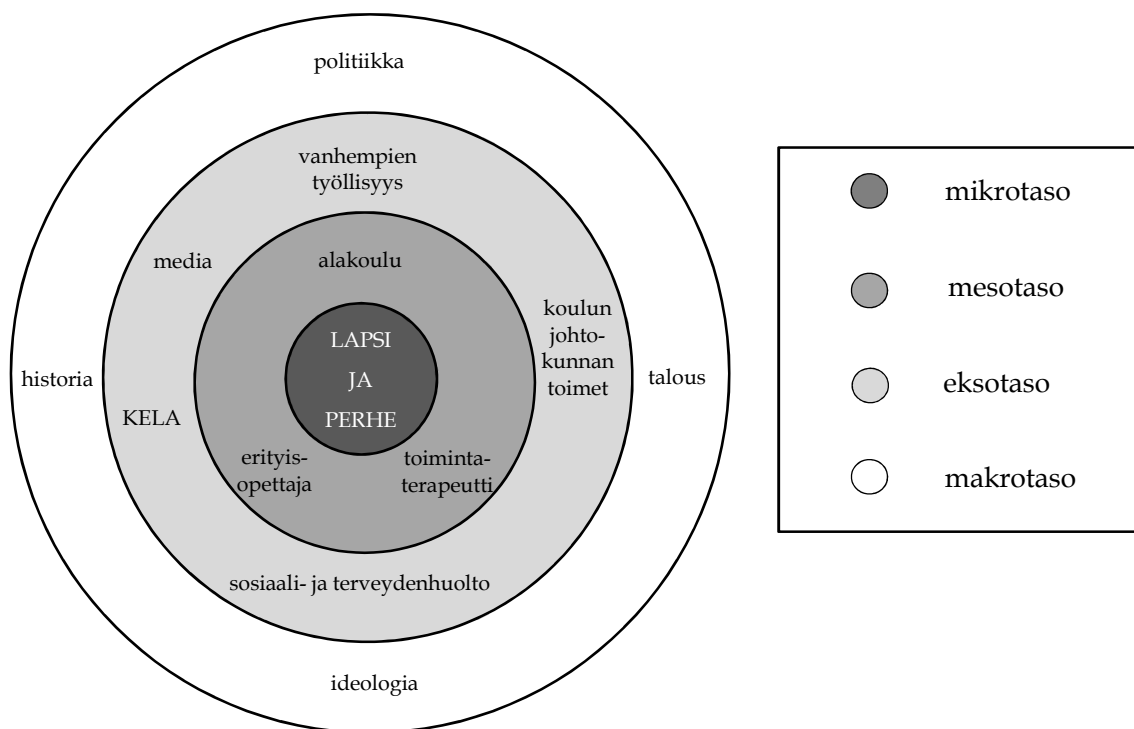 politiikka
vanhempien
työllisyys
media
alakoulu
koulun
johto-
kunnan
toimet
LAPSI
JA
PERHE
historia
talous
KELA
erityis-
opettaja
toiminta-
terapeutti
sosiaali- ja terveydenhuolto
ideologia
mikrotaso
mesotaso
eksotaso
makrotaso